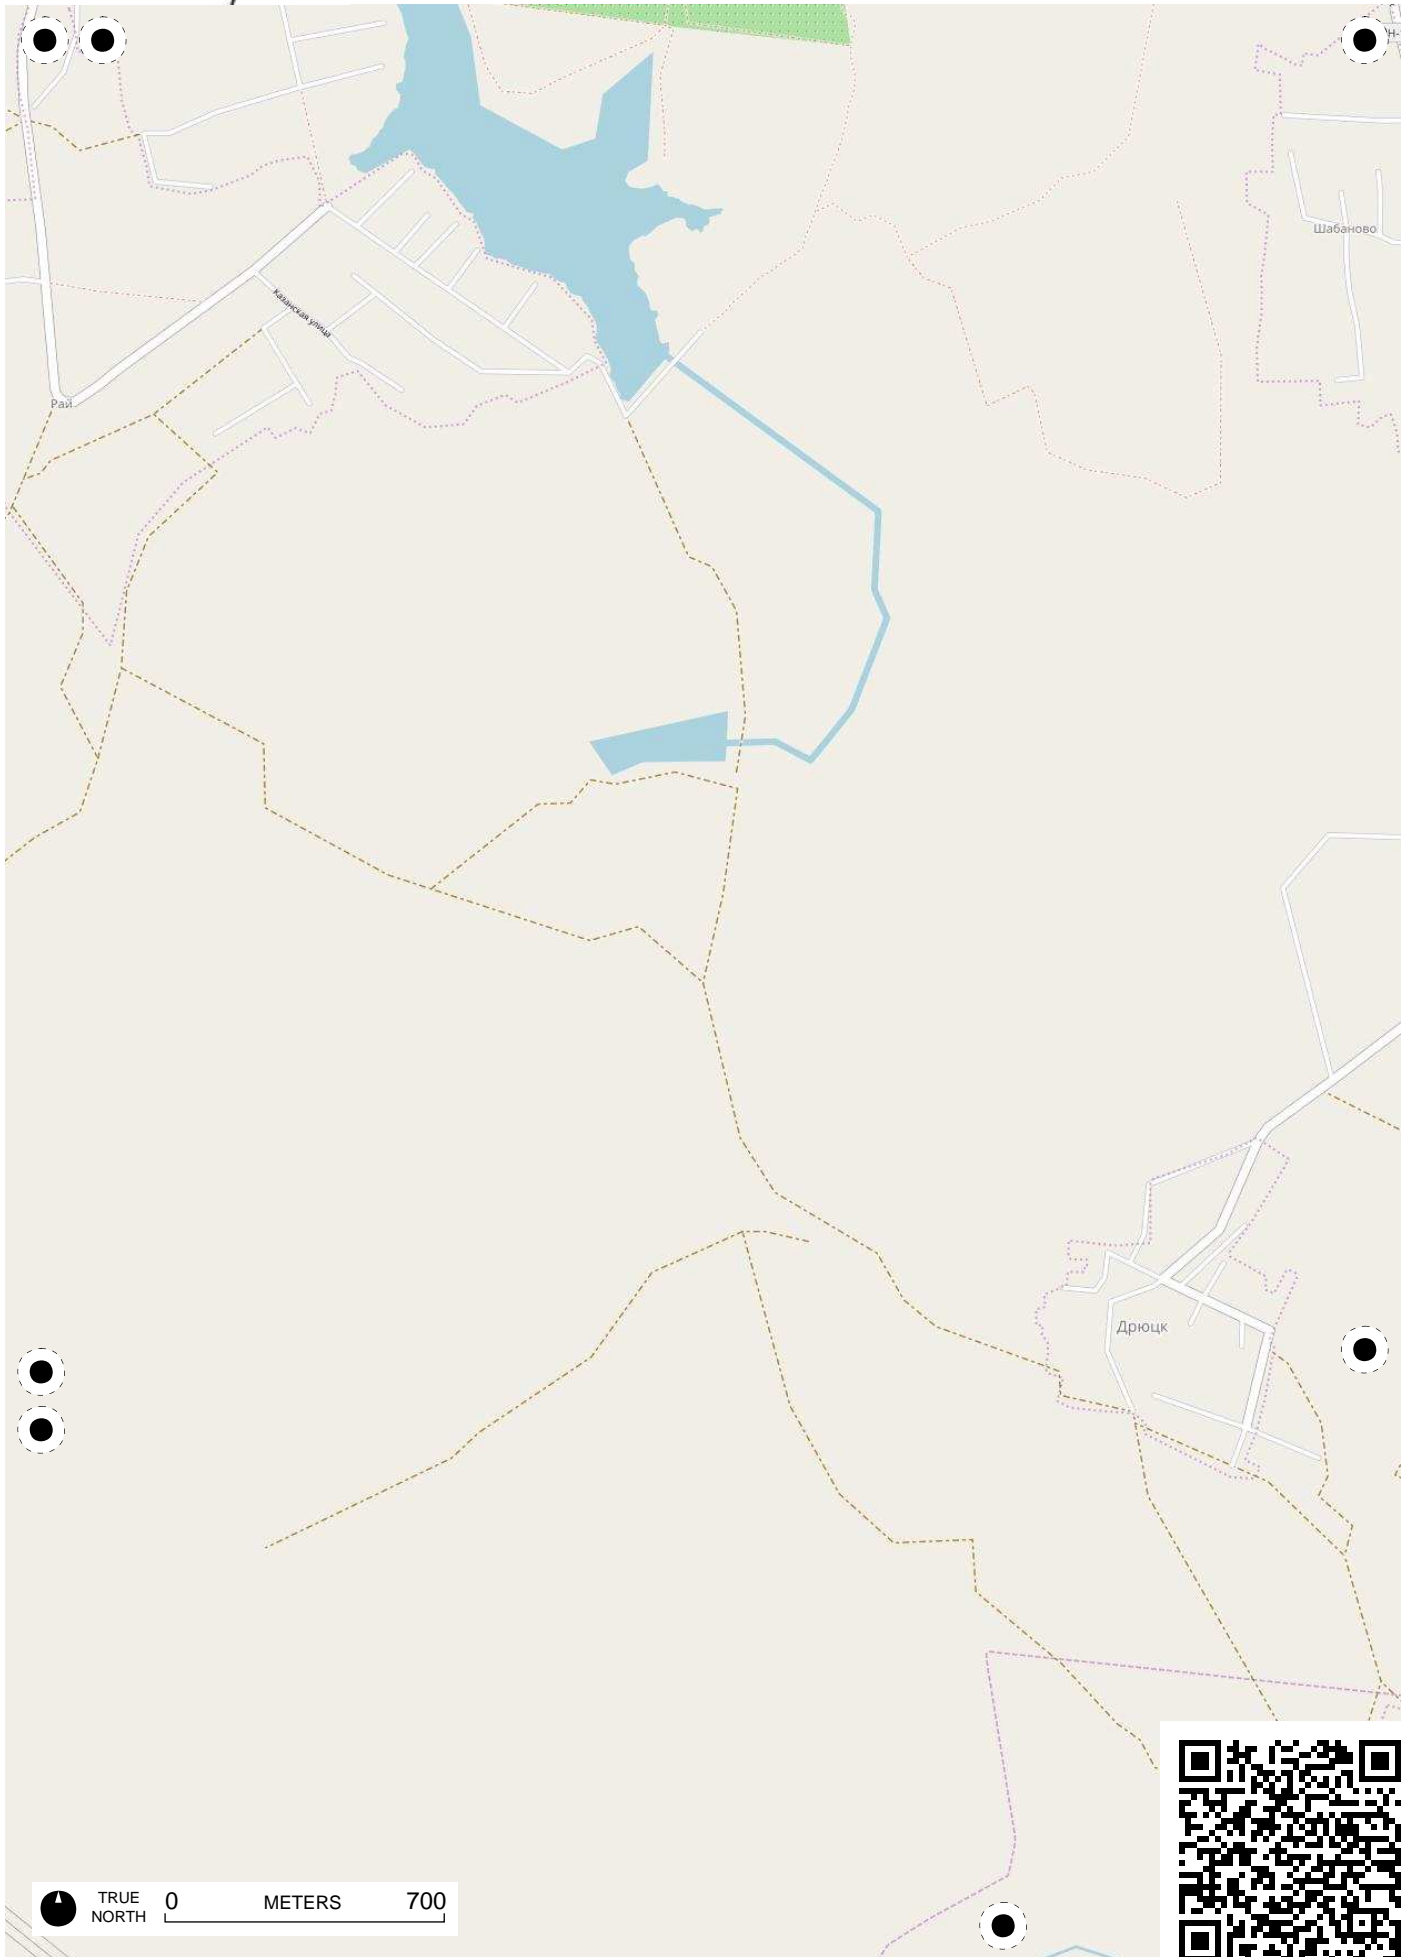 Шабаново
Казанская улица
Рай
Дрюцк
TRUE NORTH
0 METERS 700